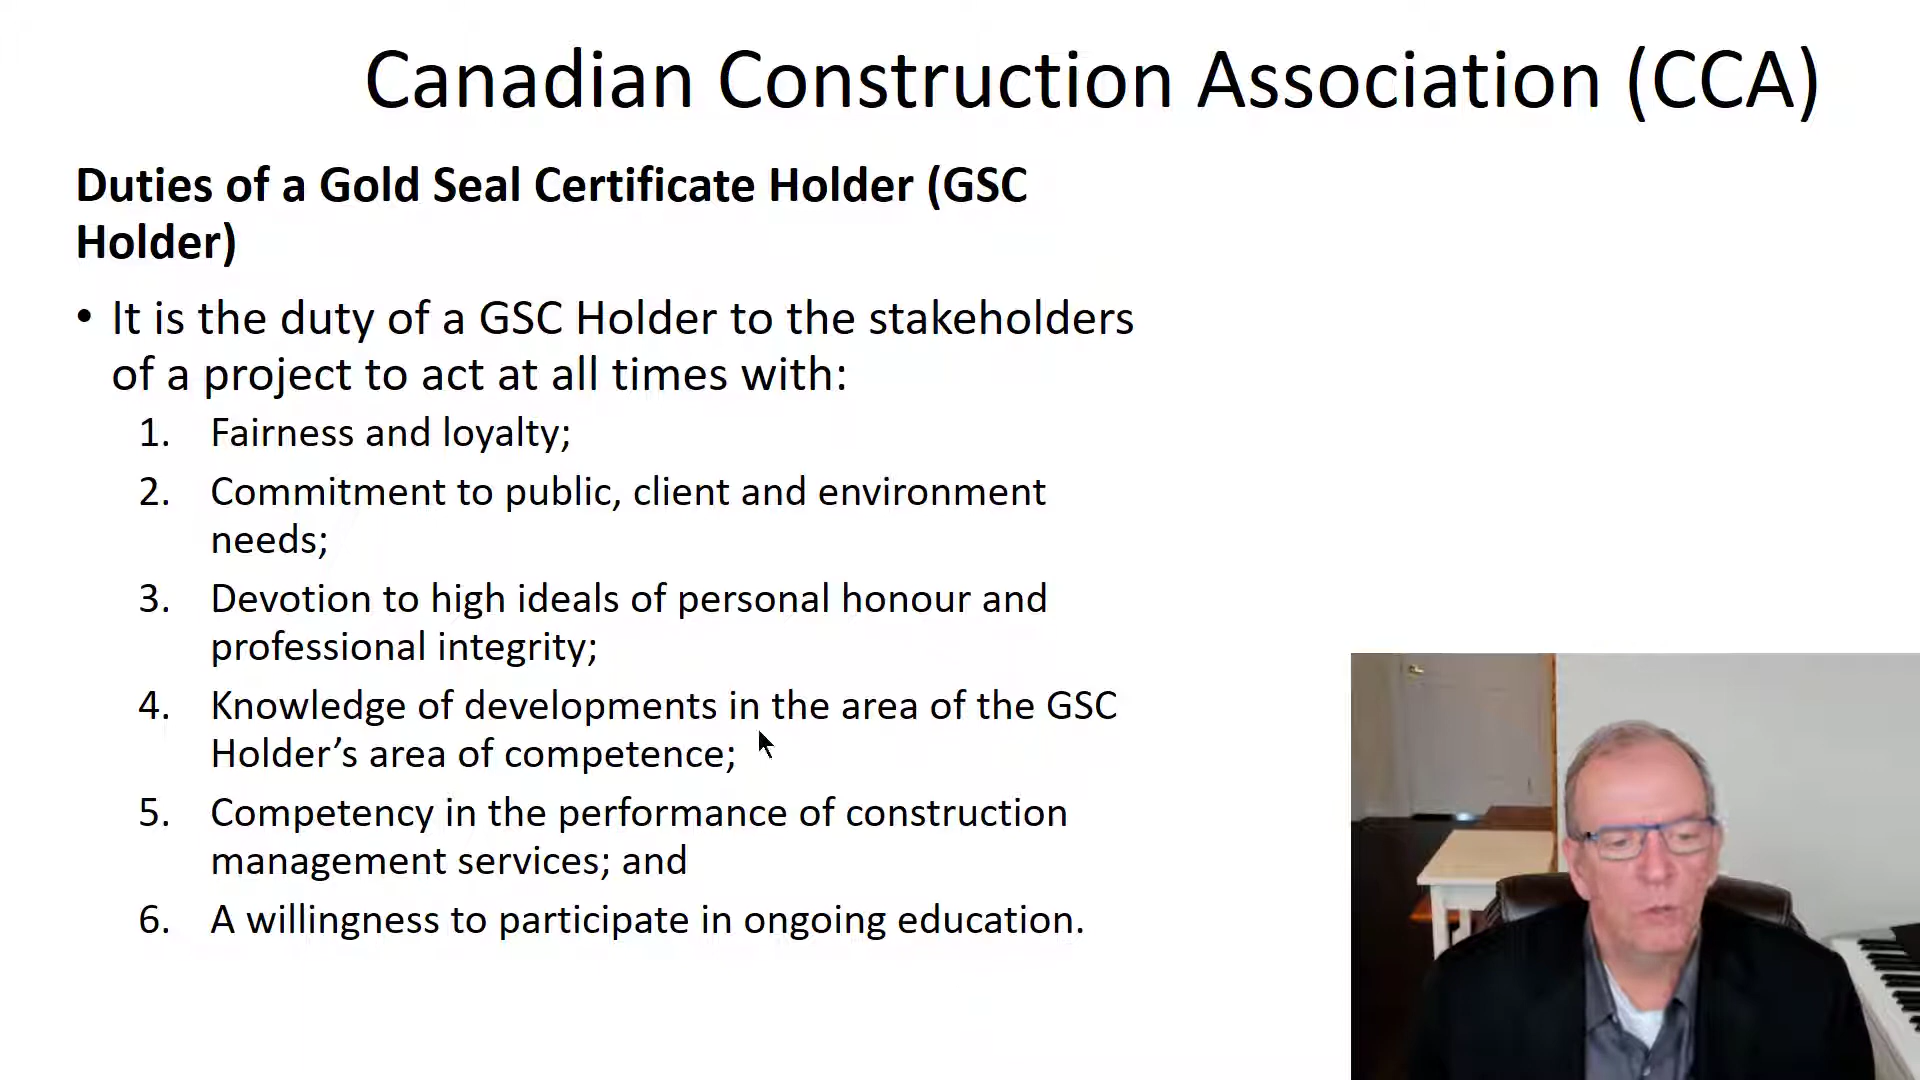 Canadian Construction Association (CCA)
Duties of a Gold Seal Certificate Holder (GSC
Holder)
• It is the duty of a GSC Holder to the stakeholders
of a project to act at all times with:
1. Fairness and loyalty;
2. Commitment to public, client and environment
needs;
3. Devotion to high ideals of personal honour and
professional integrity;
4. Knowledge of developments in the area of the GSC
Holder’s area of competence;
5. Competency in the performance of construction
management services; and
6. A willingness to participate in ongoing education.